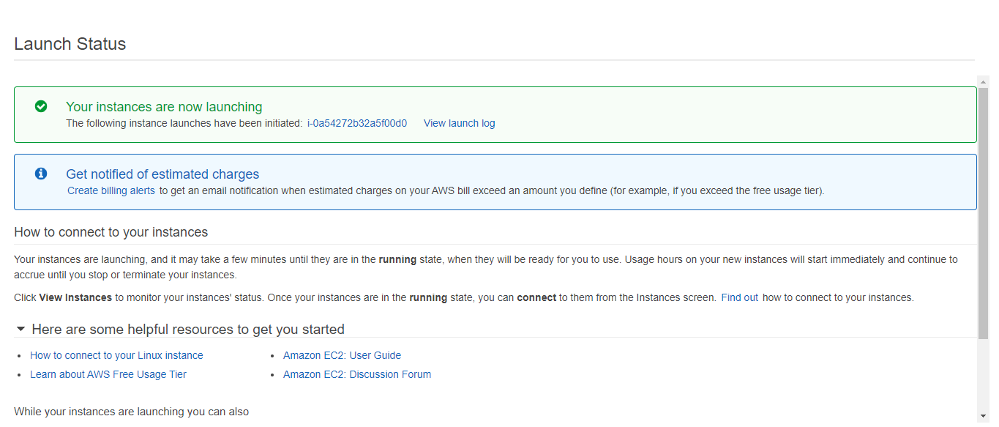 Launch Status
Your instances are now launching
The following instance launches have been initiated: i-0a54272b32a5f00d0 View launch log
Get notified of estimated charges
Create billing alerts to get an email notification when estimated charges on your AWS bill exceed an amount you define (for example, if you exceed the free usage tier).
How to connect to your instances
Your instances are launching, and it may take a few minutes until they are in the running state, when they will be ready for you to use. Usage hours on your new instances will start immediately and continue to
accrue until you stop or terminate your instances.
Click View Instances to monitor your instances' status. Once your instances are in the running state, you can connect to them from the Instances screen. Find out how to connect to your instances.
Here are some helpful resources to get you started
• How to connect to your Linux instance
• Learn about AWS Free Usage Tier
• Amazon EC2: User Guide
• Amazon EC2: Discussion Forum
While your instances are launching you can also